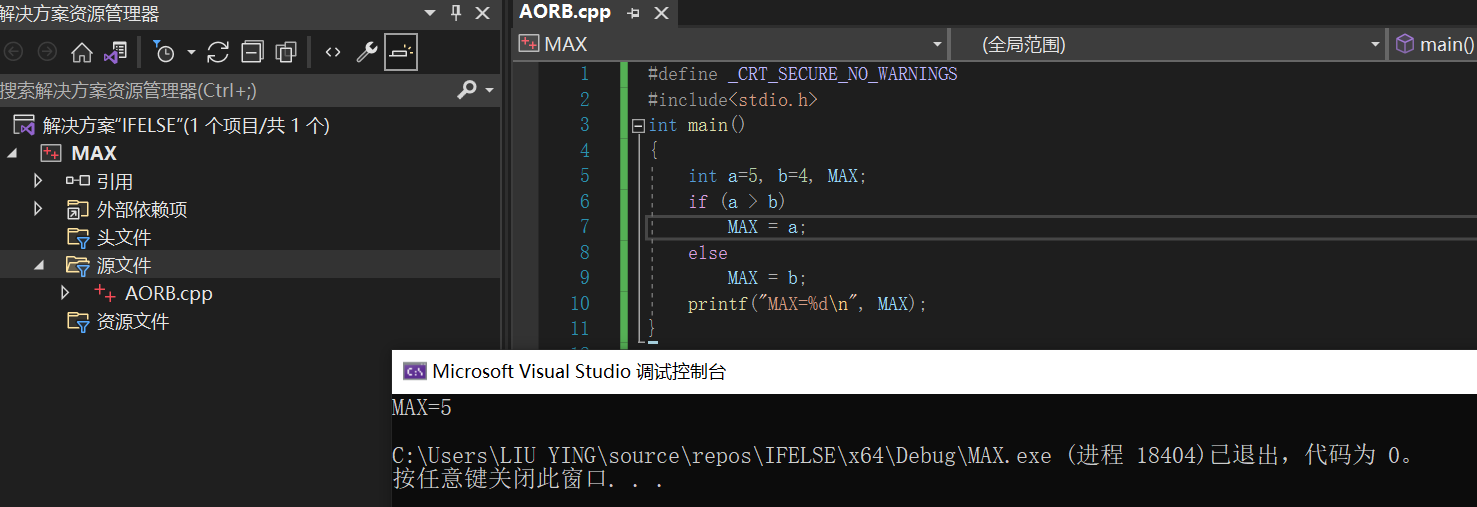 解决方案资源管理器
搜索解决方案资源管理器(Ctrl+;)
解决方案“IFELSE”(1 个项目/共 1 个)
MAX
引用
外部依赖项
头文件
源文件
AORB.cpp
资源文件
AORB.cpp
MAX
(全局范围)
main()
1 #define _CRT_SECURE_NO_WARNINGS
2 #include<stdio.h>
3 int main()
4 {
5 int a=5, b=4, MAX;
6 if (a > b)
7 MAX = a;
8 else
9 MAX = b;
10 printf("MAX=%d\n", MAX);
11 }
Microsoft Visual Studio 调试控制台
MAX=5
C:\Users\LIU YING\source\repos\IFELSE\x64\Debug\MAX.exe (进程 18404)已退出，代码为 0。
按任意键关闭此窗口. . .